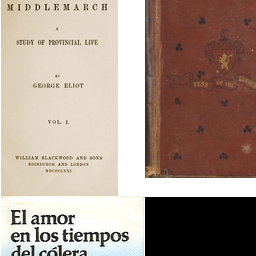 MIDDLEMARCH
A
STUDY OF PROVINCIAL LIFE
BY
GEORGE ELIOT
VOL. I.
WILLIAM BLACKWOOD AND SONS
EDINBURGH AND LONDON
MDCCCLXXI
El amor
en los tiempos
del cólera